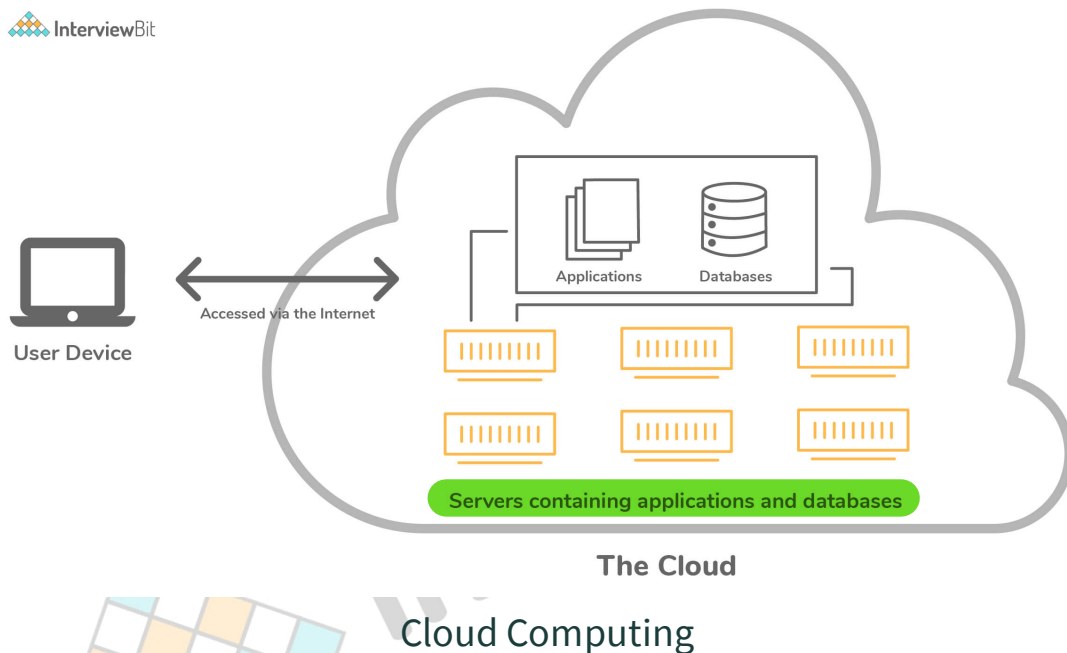 InterviewBit
Applications
Databases
Accessed via the Internet
User Device
Servers containing applications and databases
The Cloud
Cloud Computing